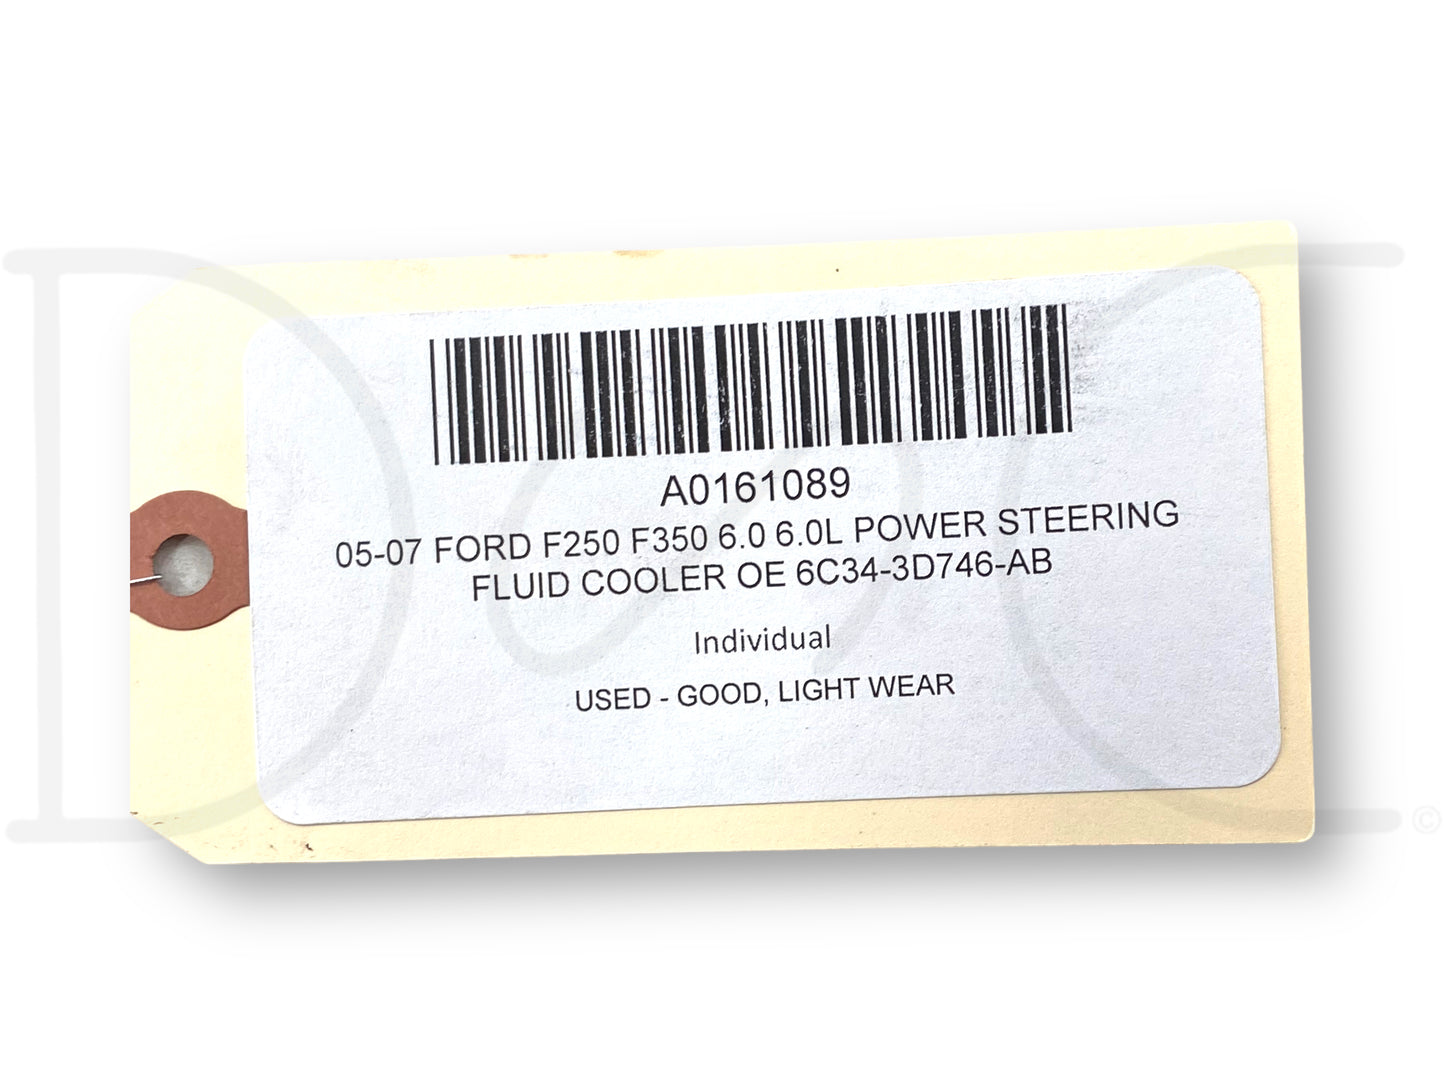 A0161089
05-07 FORD F250 F350 6.0 6.0L POWER STEERING
FLUID COOLER OE 6C34-3D746-AB
Individual
USED - GOOD, LIGHT WEAR
©